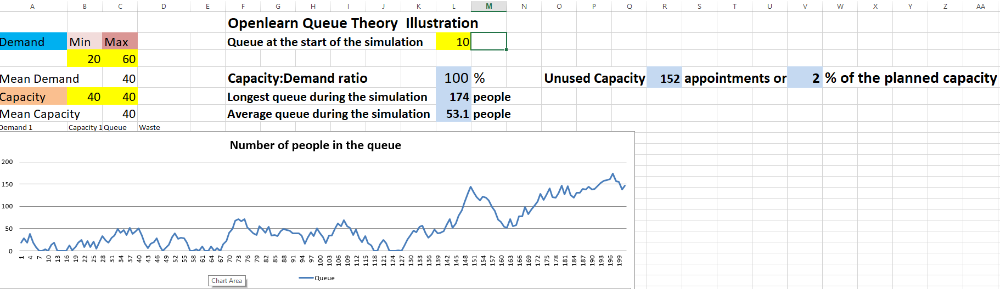 A B C D E F G H I J K L M N O P Q R S T U V W X Y Z AA
Openlearn Queue Theory Illustration
Demand Min Max Queue at the start of the simulation 10
20 60
Mean Demand 40 Capacity:Demand ratio 100 % Unused Capacity 152 appointments or 2 % of the planned capacity
Capacity 40 40 Longest queue during the simulation 174 people
Mean Capacity 40 Average queue during the simulation 53.1 people
Demand 1 Capacity 1 Queue Waste
Number of people in the queue
200
150
100
50
0
1 4 7 10 13 16 19 22 25 28 31 34 37 40 43 46 49 52 55 58 61 64 67 70 73 76 79 82 85 88 91 94 97 100 103 106 109 112 115 118 121 124 127 130 133 136 139 142 145 148 151 154 157 160 163 166 169 172 175 178 181 184 187 190 193 196 199
Chart Area
Queue